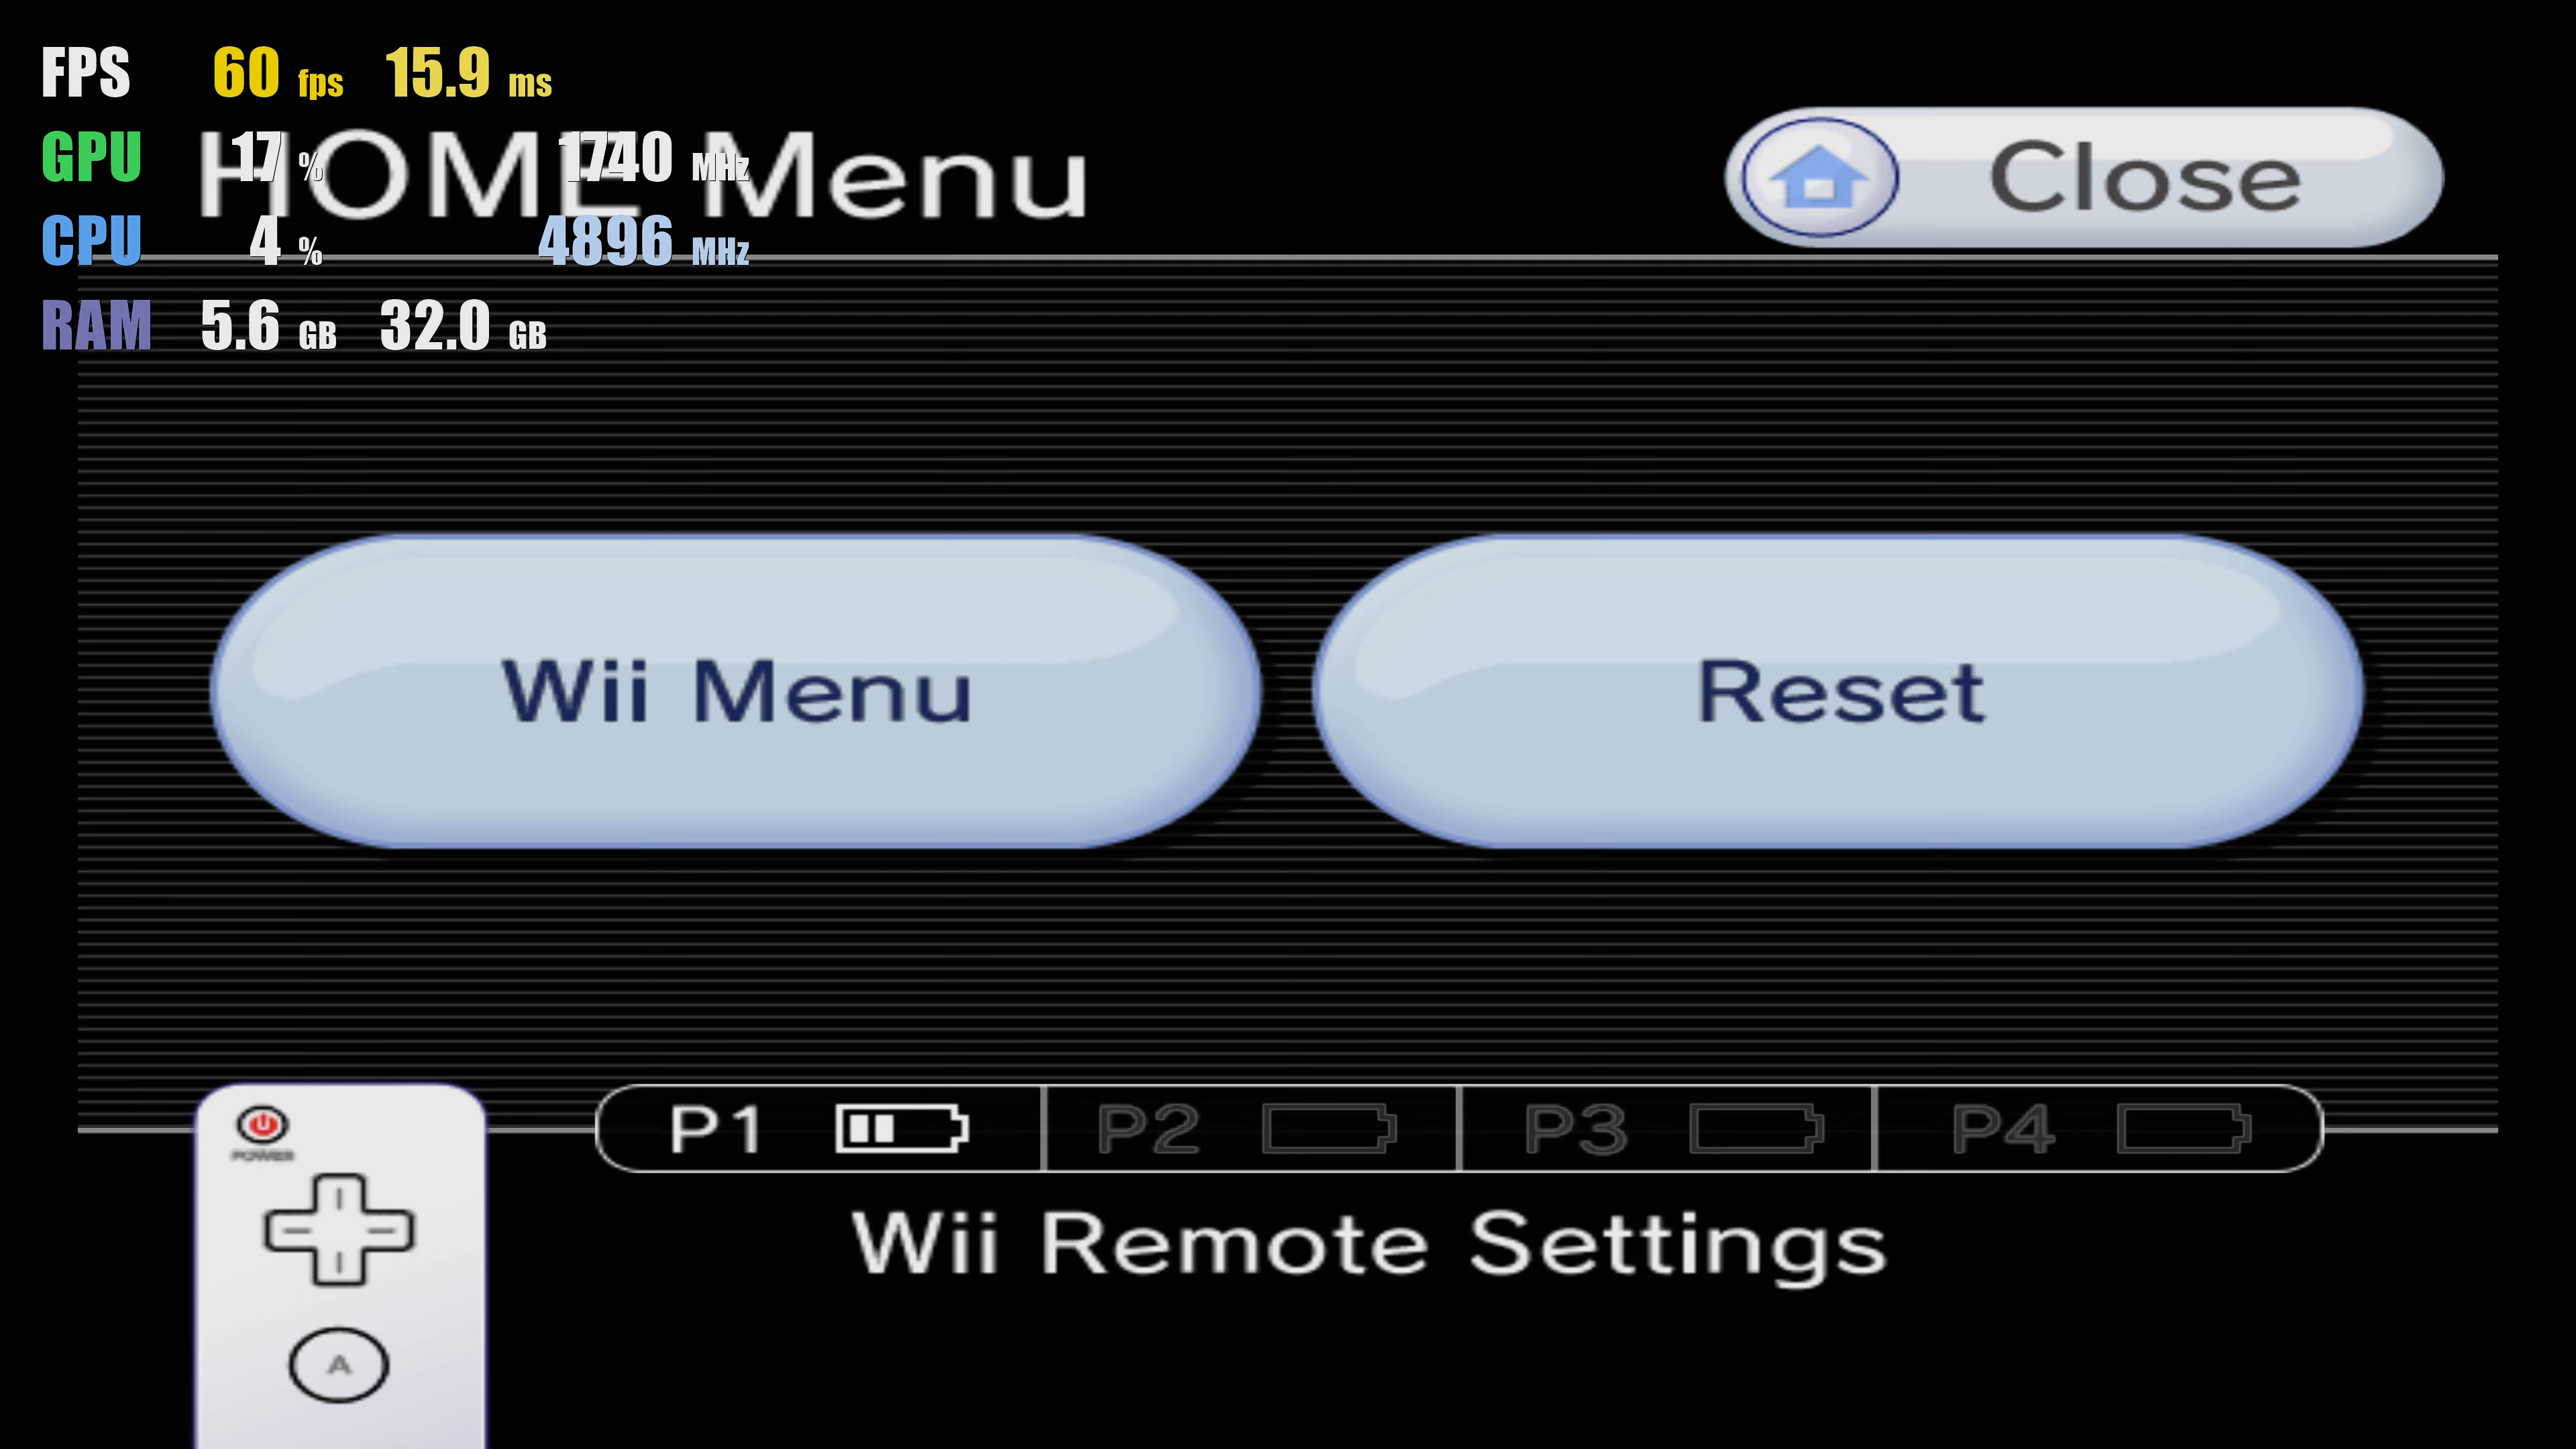 FPS 60 fps 15.9 ms
GPU 17 % 1740 MHz
HOME Menu
Close
CPU 4 % 4896 MHz
RAM 5.6 GB 32.0 GB
Wii Menu
Reset
P1 P2 P3 P4
POWER
Wii Remote Settings
A